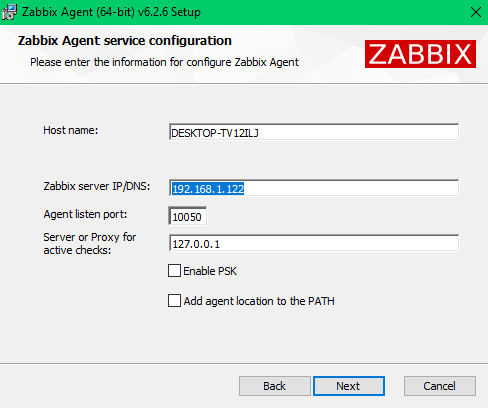 Zabbix Agent (64-bit) v6.2.6 Setup
Zabbix Agent service configuration
Please enter the information for configure Zabbix Agent
ZABBIX
Host name:
DESKTOP-TV12ILJ
Zabbix server IP/DNS:
192.168.1.122
Agent listen port:
10050
Server or Proxy for
active checks:
127.0.0.1
Enable PSK
Add agent location to the PATH
Back
Next
Cancel